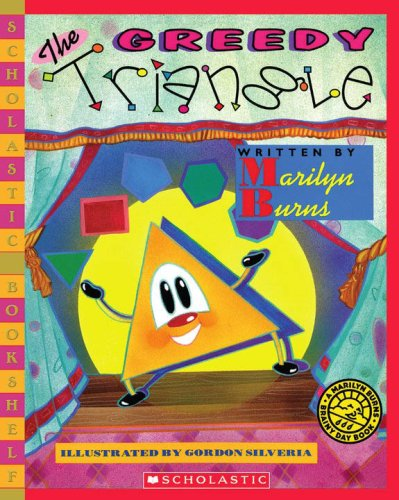 The
GREEDY
Triangle
WRITTEN BY
Marilyn
Burns
ILLUSTRATED BY GORDON SILVERIA
SCHOLASTIC
SCHOLASTIC BOOKSHELF
A MARILYN BURNS
BRAINY DAY BOOK